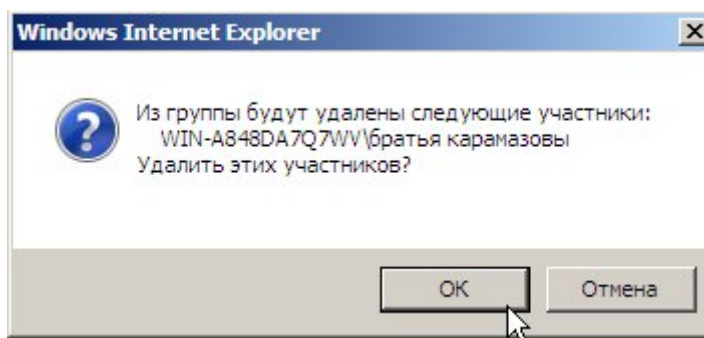 Windows Internet Explorer
Из группы будут удалены следующие участники:
WIN-A848DA7Q7WV\братья карамазовы
Удалить этих участников?
OK Отмена